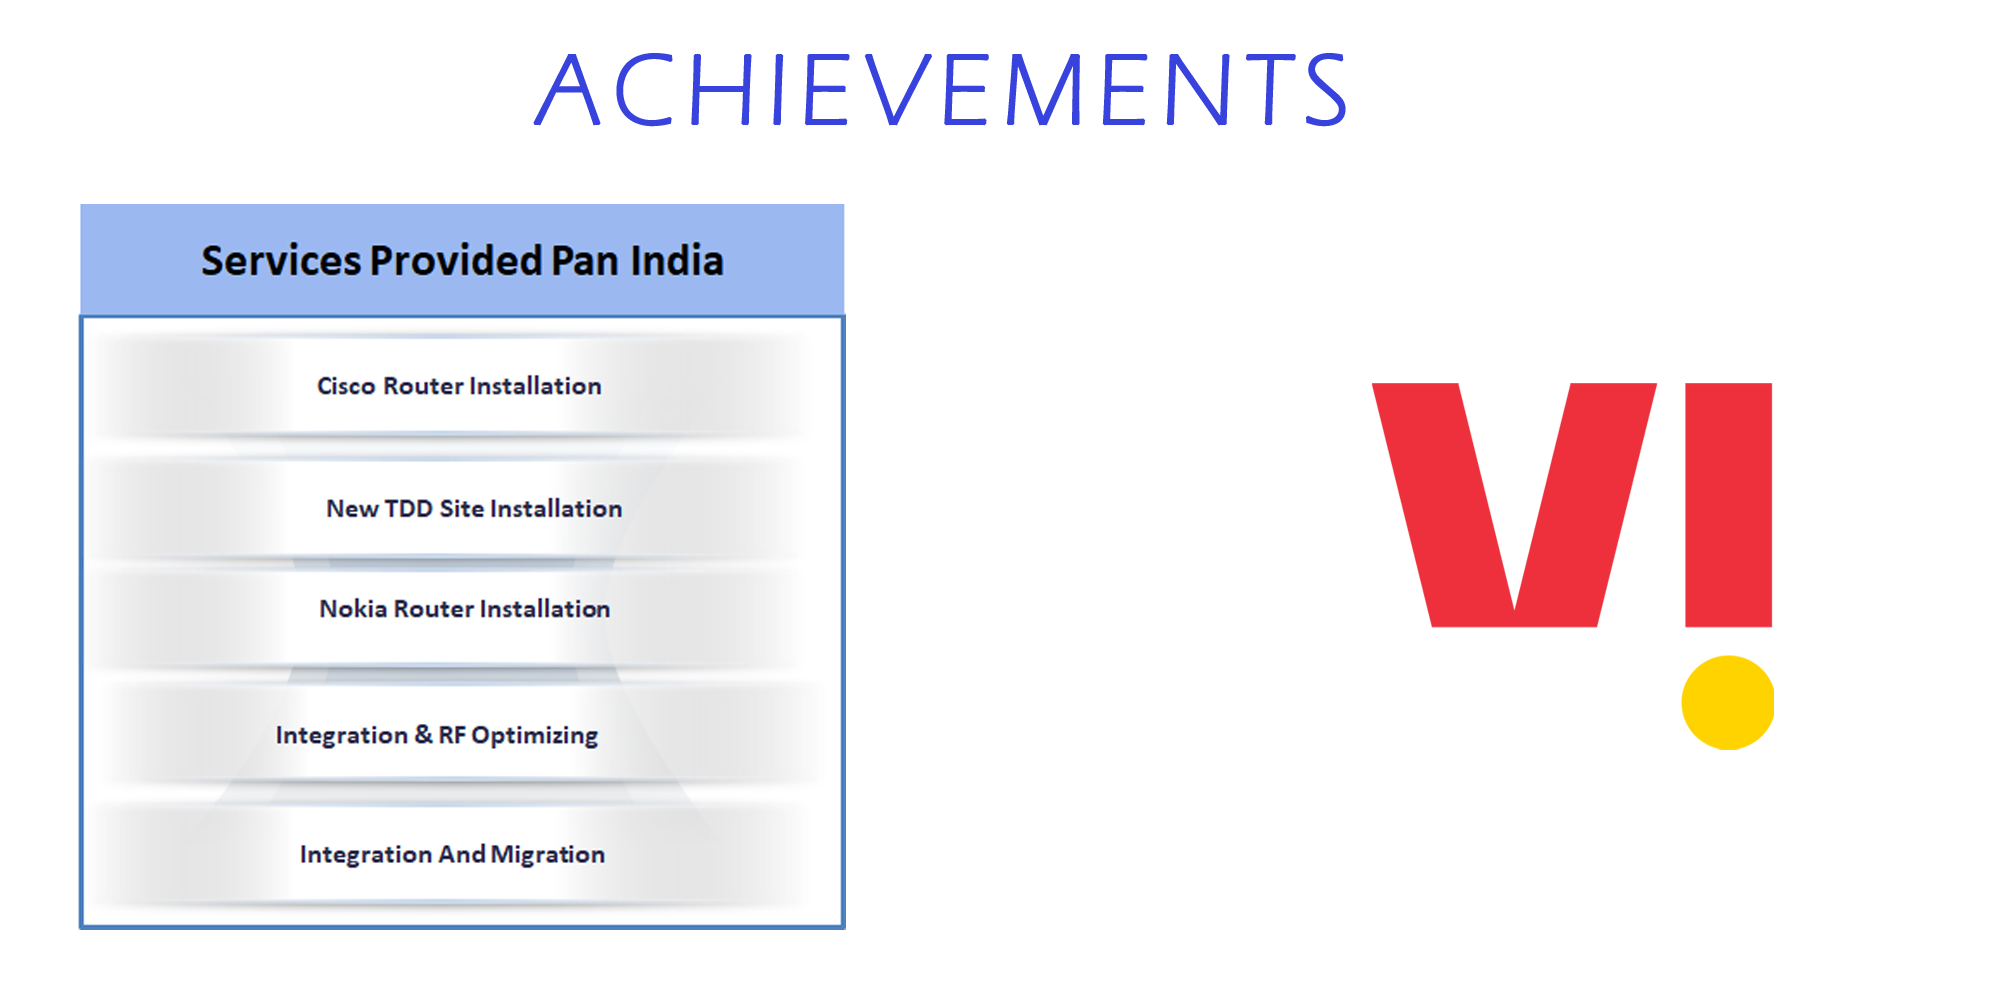 ACHIEVEMENTS
Services Provided Pan India
Cisco Router Installation
New TDD Site Installation
Nokia Router Installation
Integration & RF Optimizing
Integration And Migration
VI